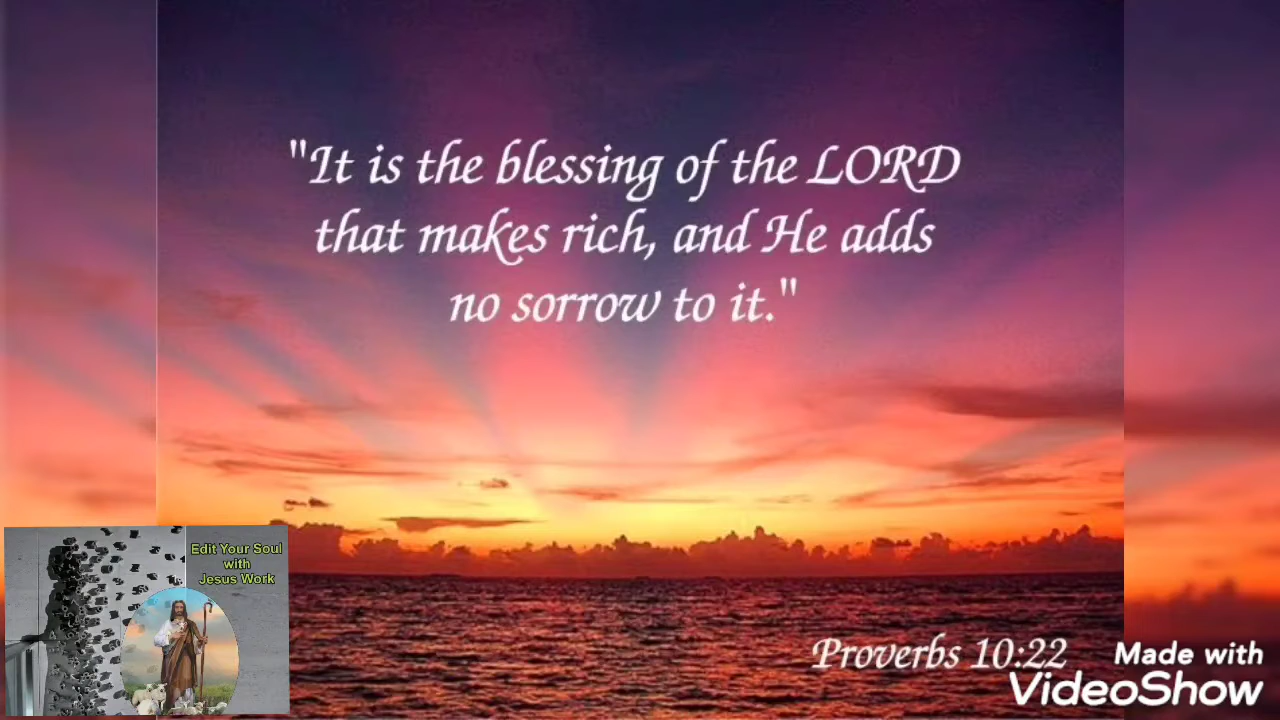 "It is the blessing of the LORD
that makes rich, and He adds
no sorrow to it."
Edit Your Soul
with
Jesus Work
Proverbs 10:22
Made with
VideoShow